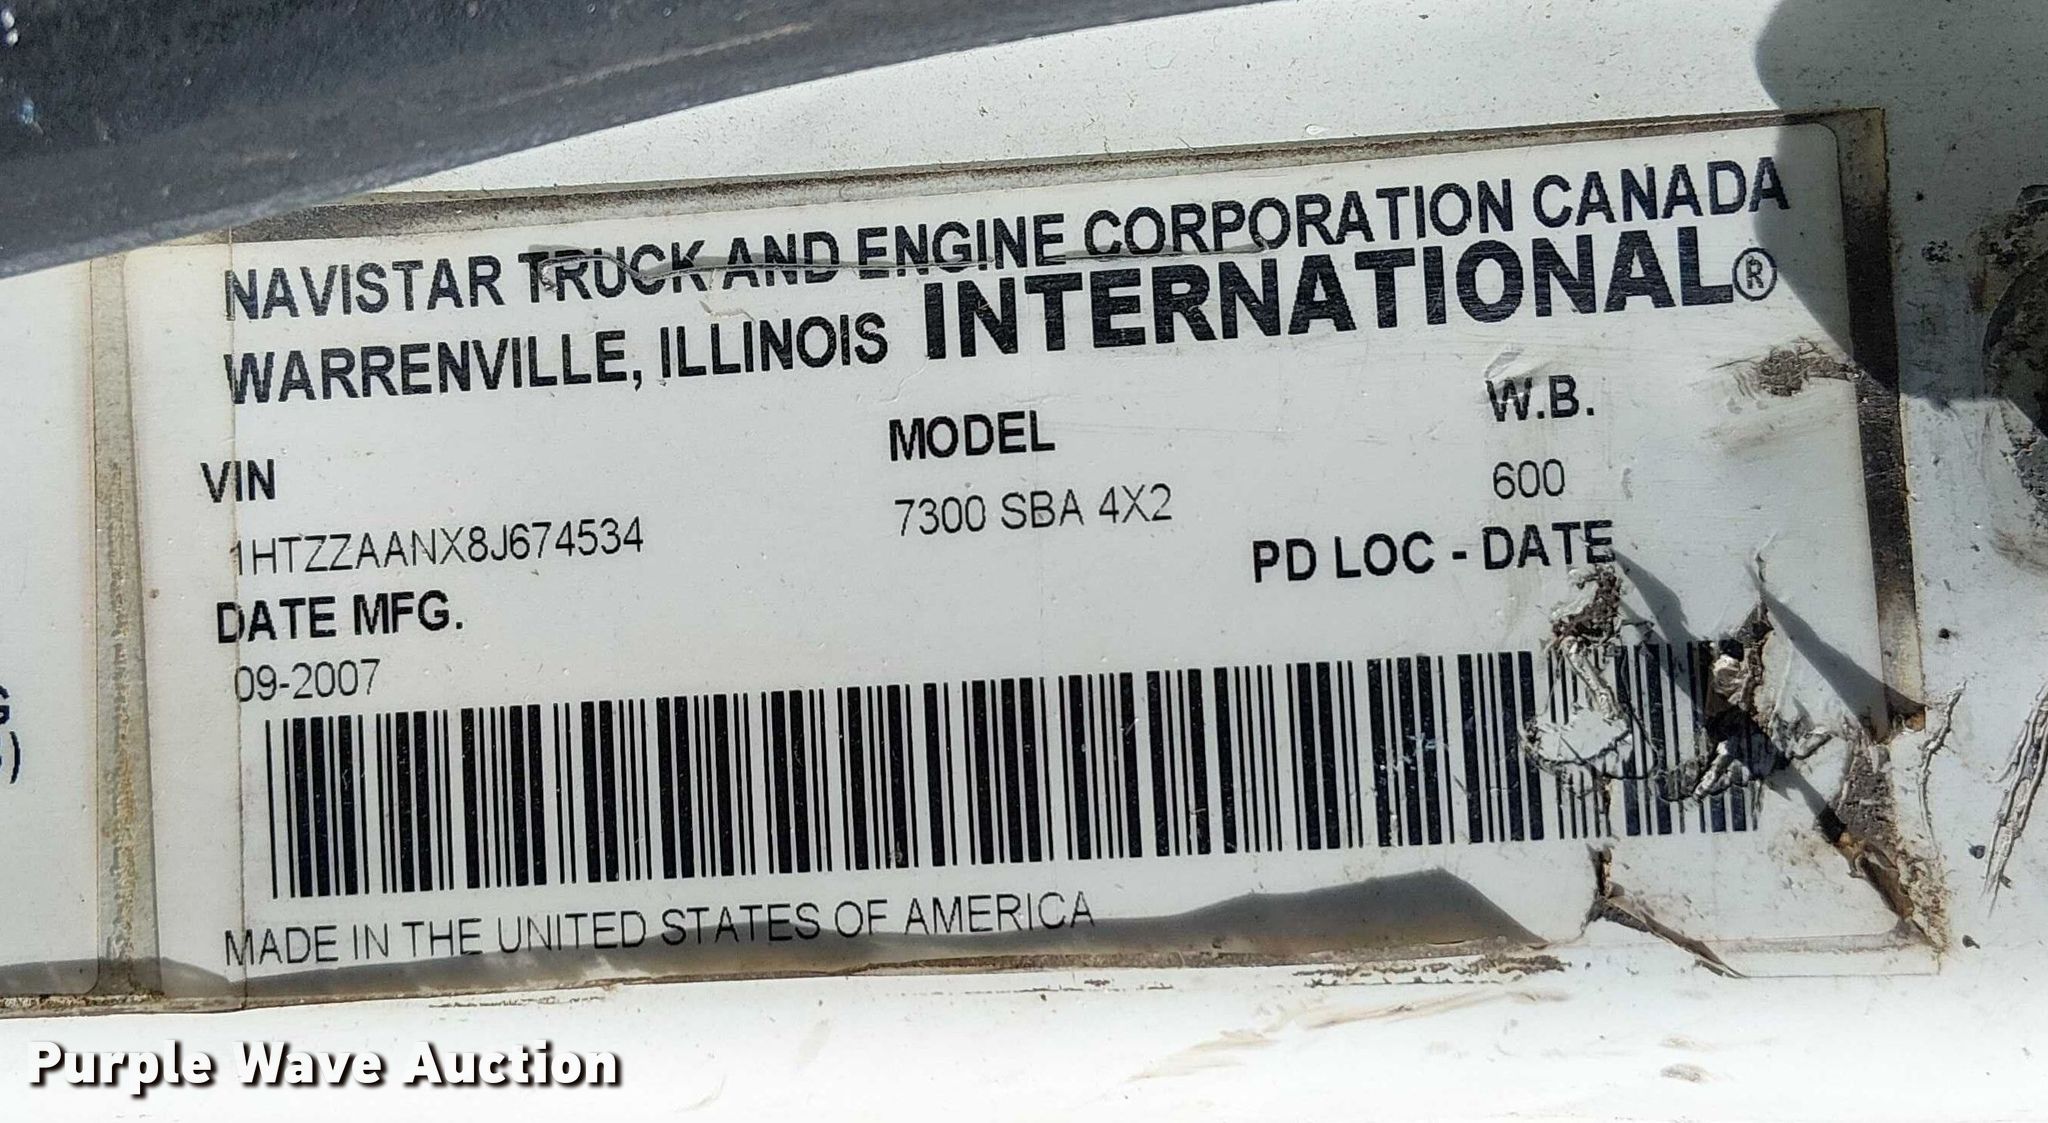 NAVISTAR TRUCK AND ENGINE CORPORATION CANADA
WARRENVILLE, ILLINOIS INTERNATIONAL®
VIN MODEL W.B.
1HTZZAANX8J674534 7300 SBA 4X2 600
DATE MFG. PD LOC - DATE
09-2007
MADE IN THE UNITED STATES OF AMERICA
Purple Wave Auction